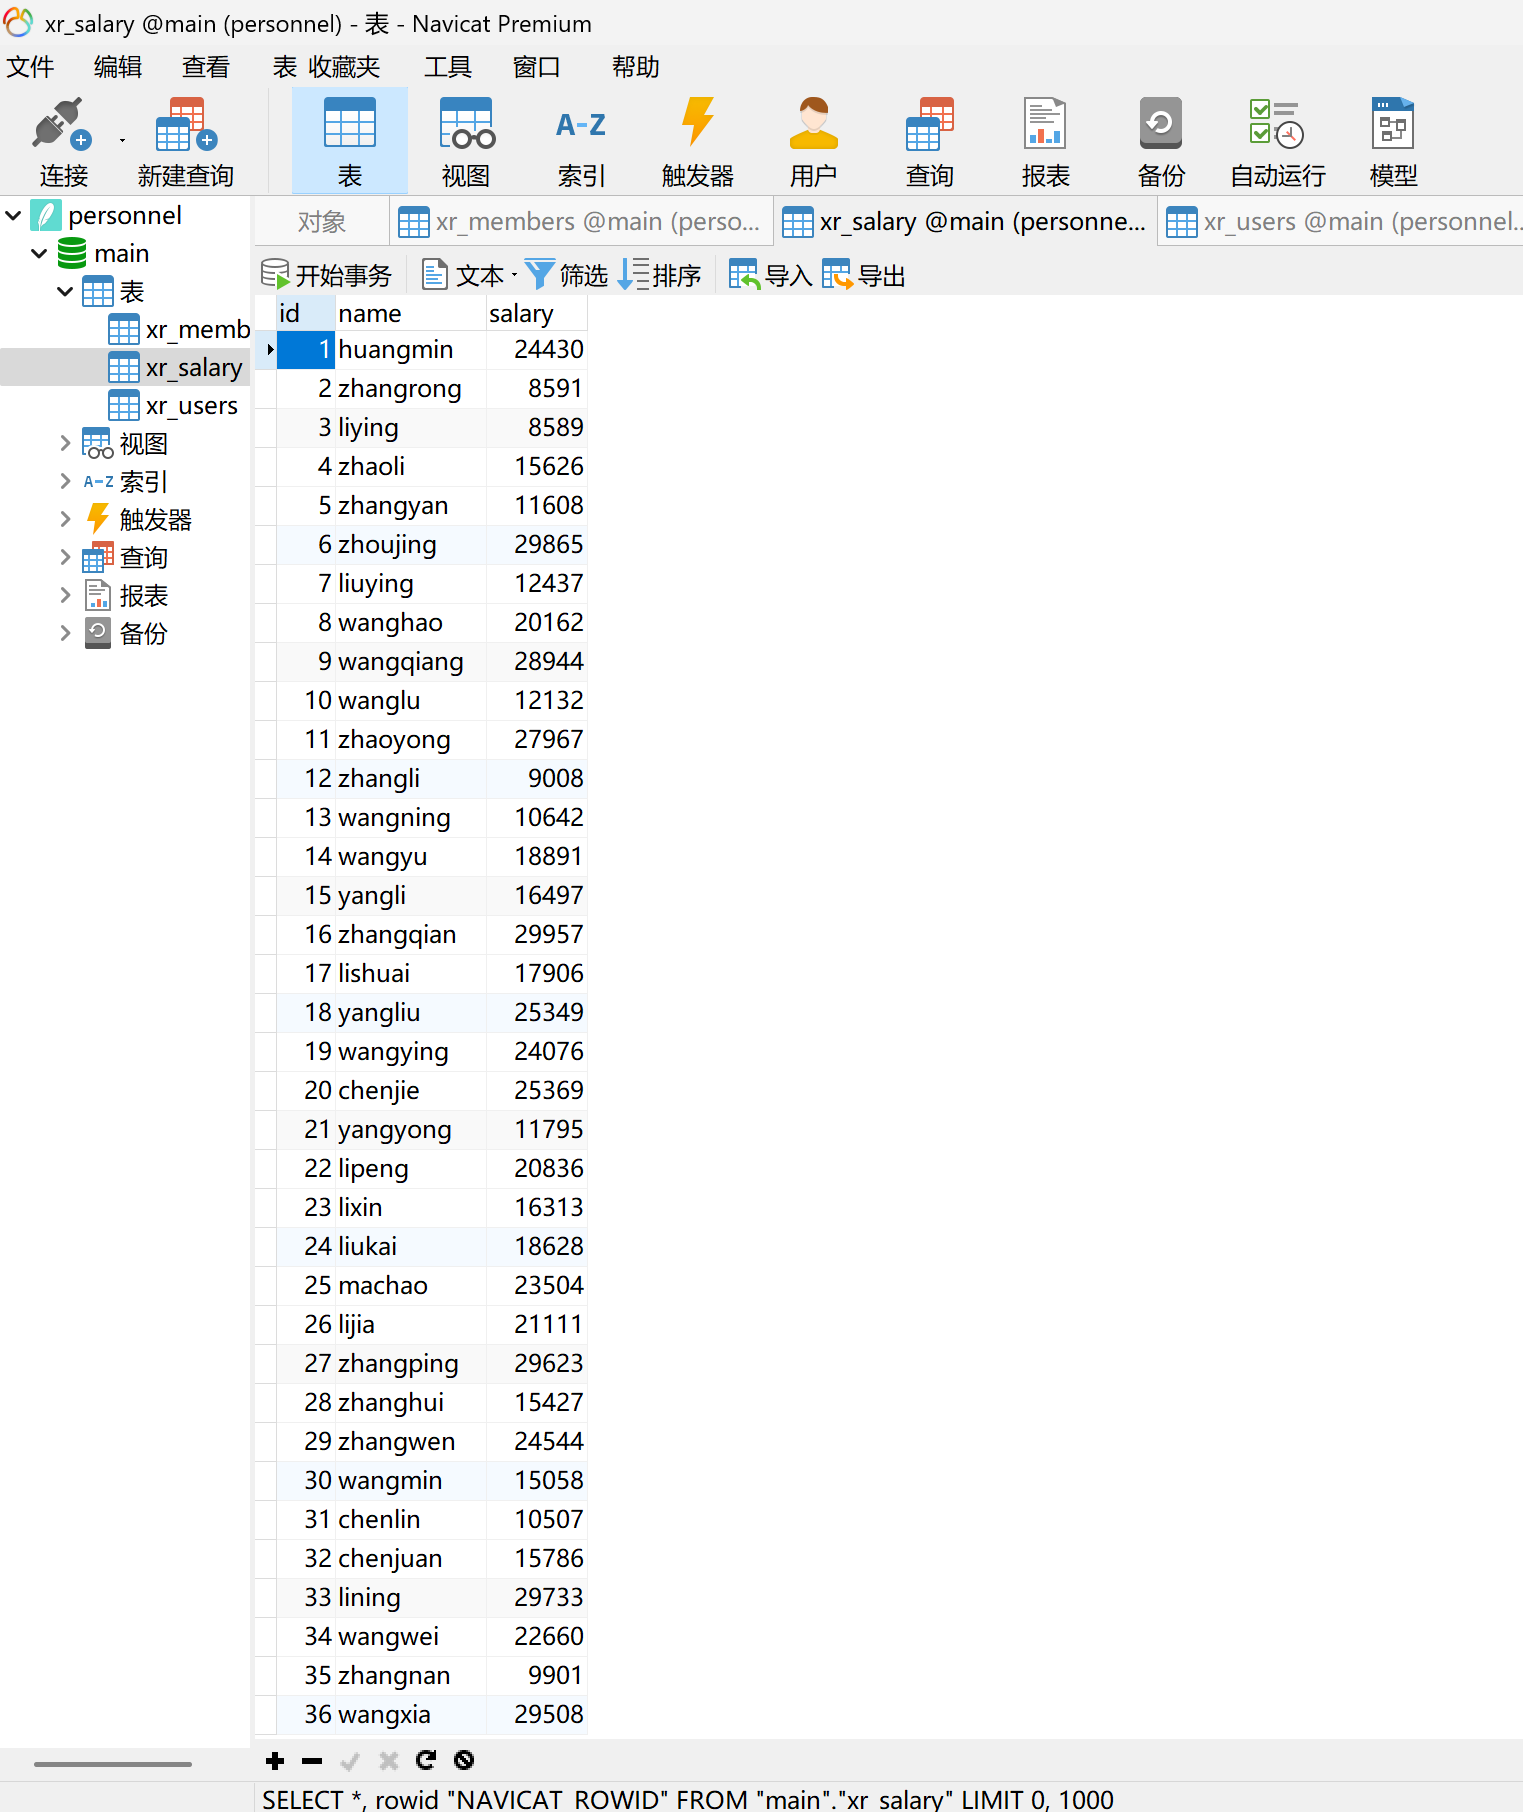 xr_salary @main (personnel) - 表 - Navicat Premium
文件 编辑 查看 表 收藏夹 工具 窗口 帮助
连接 新建查询 表 视图 A-Z 索引 触发器 用户 查询 报表 备份 自动运行 模型
personnel
main
表
xr_memb
xr_salary
xr_users
视图
A-Z 索引
触发器
查询
报表
备份
对象 xr_members @main (perso... xr_salary @main (personne... xr_users @main (personnel...
开始事务 文本 筛选 排序 导入 导出
id name salary
1 huangmin 24430
2 zhangrong 8591
3 liying 8589
4 zhaoli 15626
5 zhangyan 11608
6 zhoujing 29865
7 liuying 12437
8 wanghao 20162
9 wangqiang 28944
10 wanglu 12132
11 zhaoyong 27967
12 zhangli 9008
13 wangning 10642
14 wangyu 18891
15 yangli 16497
16 zhangqian 29957
17 lishuai 17906
18 yangliu 25349
19 wangying 24076
20 chenjie 25369
21 yangyong 11795
22 lipeng 20836
23 lixin 16313
24 liukai 18628
25 machao 23504
26 lijia 21111
27 zhangping 29623
28 zhanghui 15427
29 zhangwen 24544
30 wangmin 15058
31 chenlin 10507
32 chenjuan 15786
33 lining 29733
34 wangwei 22660
35 zhangnan 9901
36 wangxia 29508
SELECT *, rowid "NAVICAT_ROWID" FROM "main"."xr_salary" LIMIT 0, 1000